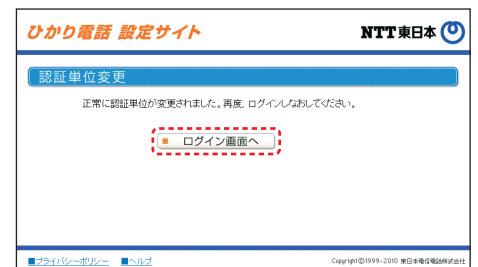 ひかり電話 設定サイト
NTT東日本
認証単位変更
正常に認証単位が変更されました。再度、ログインしなおしてください。
ログイン画面へ
■プライバシーポリシー ■ヘルプ
Copyright©1999-2010 東日本電信電話株式会社